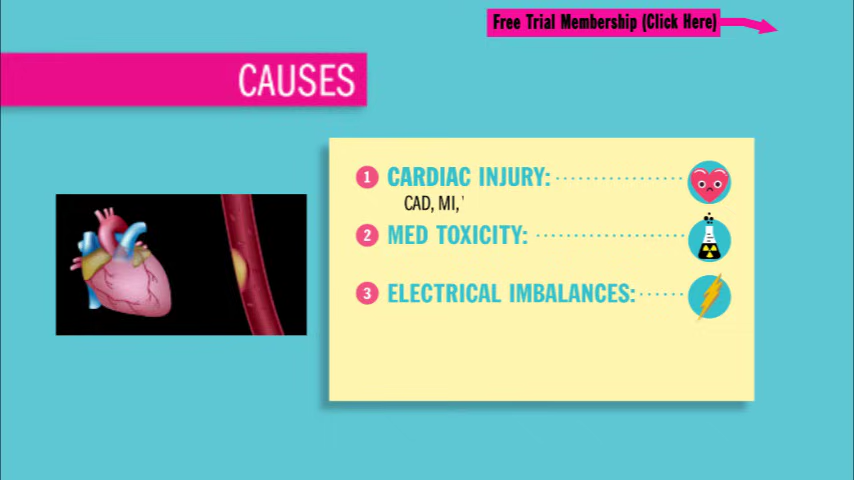 Free Trial Membership (Click Here)
CAUSES
1 CARDIAC INJURY:
CAD, MI,
2 MED TOXICITY:
3 ELECTRICAL IMBALANCES: